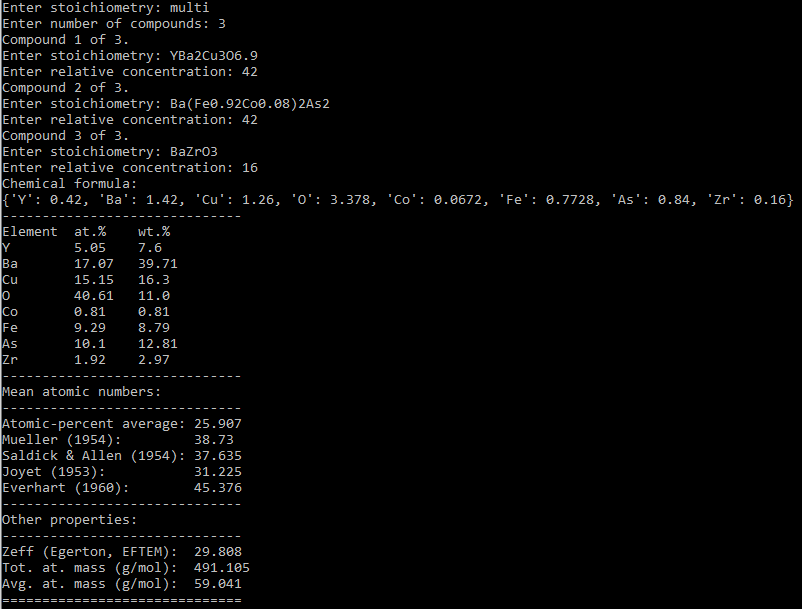 Enter stoichiometry: multi
Enter number of compounds: 3
Compound 1 of 3.
Enter stoichiometry: YBa2Cu3O6.9
Enter relative concentration: 42
Compound 2 of 3.
Enter stoichiometry: Ba(Fe0.92Co0.08)2As2
Enter relative concentration: 42
Compound 3 of 3.
Enter stoichiometry: BaZrO3
Enter relative concentration: 16
Chemical formula:
{'Y': 0.42, 'Ba': 1.42, 'Cu': 1.26, 'O': 3.378, 'Co': 0.0672, 'Fe': 0.7728, 'As': 0.84, 'Zr': 0.16}
------------------------------
Element  at.%    wt.%
Y        5.05    7.6
Ba       17.07   39.71
Cu       15.15   16.3
O        40.61   11.0
Co       0.81    0.81
Fe       9.29    8.79
As       10.1    12.81
Zr       1.92    2.97
------------------------------
Mean atomic numbers:
------------------------------
Atomic-percent average: 25.907
Mueller (1954):         38.73
Saldick & Allen (1954): 37.635
Joyet (1953):           31.225
Everhart (1960):        45.376
------------------------------
Other properties:
------------------------------
Zeff (Egerton, EFTEM):  29.808
Tot. at. mass (g/mol):  491.105
Avg. at. mass (g/mol):  59.041
==============================